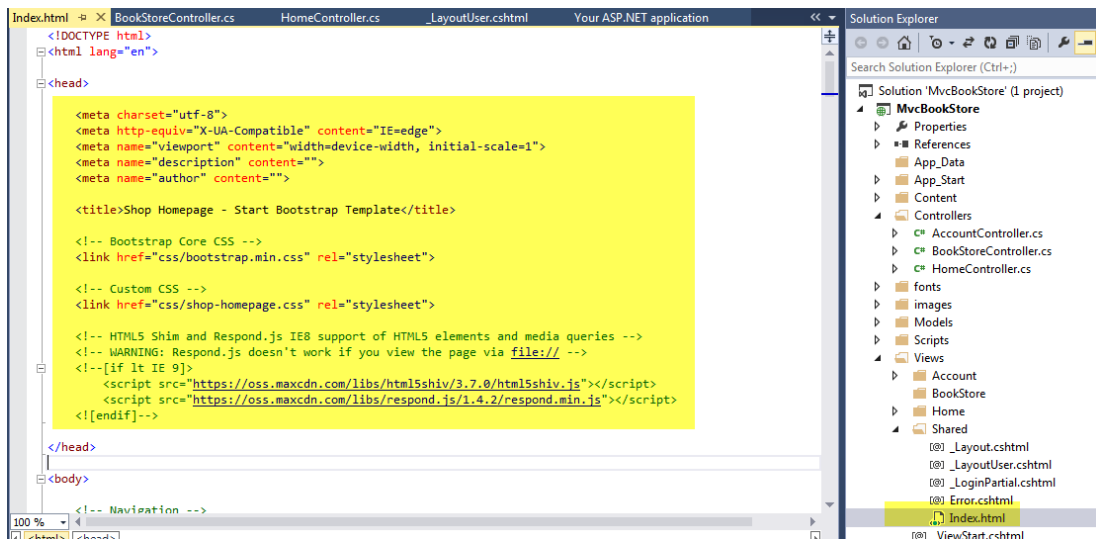 Index.html BookStoreController.cs HomeController.cs _LayoutUser.cshtml Your ASP.NET application
<!DOCTYPE html>
<html lang="en">
<head>
<meta charset="utf-8">
<meta http-equiv="X-UA-Compatible" content="IE=edge">
<meta name="viewport" content="width=device-width, initial-scale=1">
<meta name="description" content="">
<meta name="author" content="">
<title>Shop Homepage - Start Bootstrap Template</title>
<!-- Bootstrap Core CSS -->
<link href="css/bootstrap.min.css" rel="stylesheet">
<!-- Custom CSS -->
<link href="css/shop-homepage.css" rel="stylesheet">
<!-- HTML5 Shim and Respond.js IE8 support of HTML5 elements and media queries -->
<!-- WARNING: Respond.js doesn't work if you view the page via file:// -->
<!--[if lt IE 9]>
<script src="https://oss.maxcdn.com/libs/html5shiv/3.7.0/html5shiv.js"></script>
<script src="https://oss.maxcdn.com/libs/respond.js/1.4.2/respond.min.js"></script>
<![endif]-->
</head>
<body>
<!-- Navigation -->
100 %
<html> <head>
Solution Explorer
Search Solution Explorer (Ctrl+;)
Solution 'MvcBookStore' (1 project)
MvcBookStore
Properties
References
App_Data
App_Start
Content
Controllers
C# AccountController.cs
C# BookStoreController.cs
C# HomeController.cs
fonts
images
Models
Scripts
Views
Account
BookStore
Home
Shared
[@] _Layout.cshtml
[@] _LayoutUser.cshtml
[@] _LoginPartial.cshtml
[@] Error.cshtml
Index.html
[@] _ViewStart.cshtml